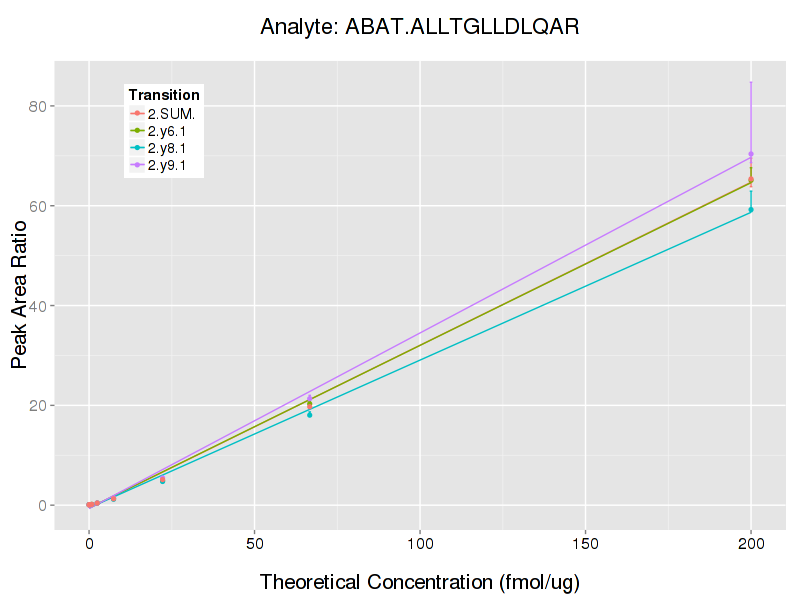 Analyte: ABAT.ALLTGLLDLQAR
Transition
2.SUM.
2.y6.1
2.y8.1
2.y9.1
Peak Area Ratio
80
60
40
20
0
0 50 100 150 200
Theoretical Concentration (fmol/ug)